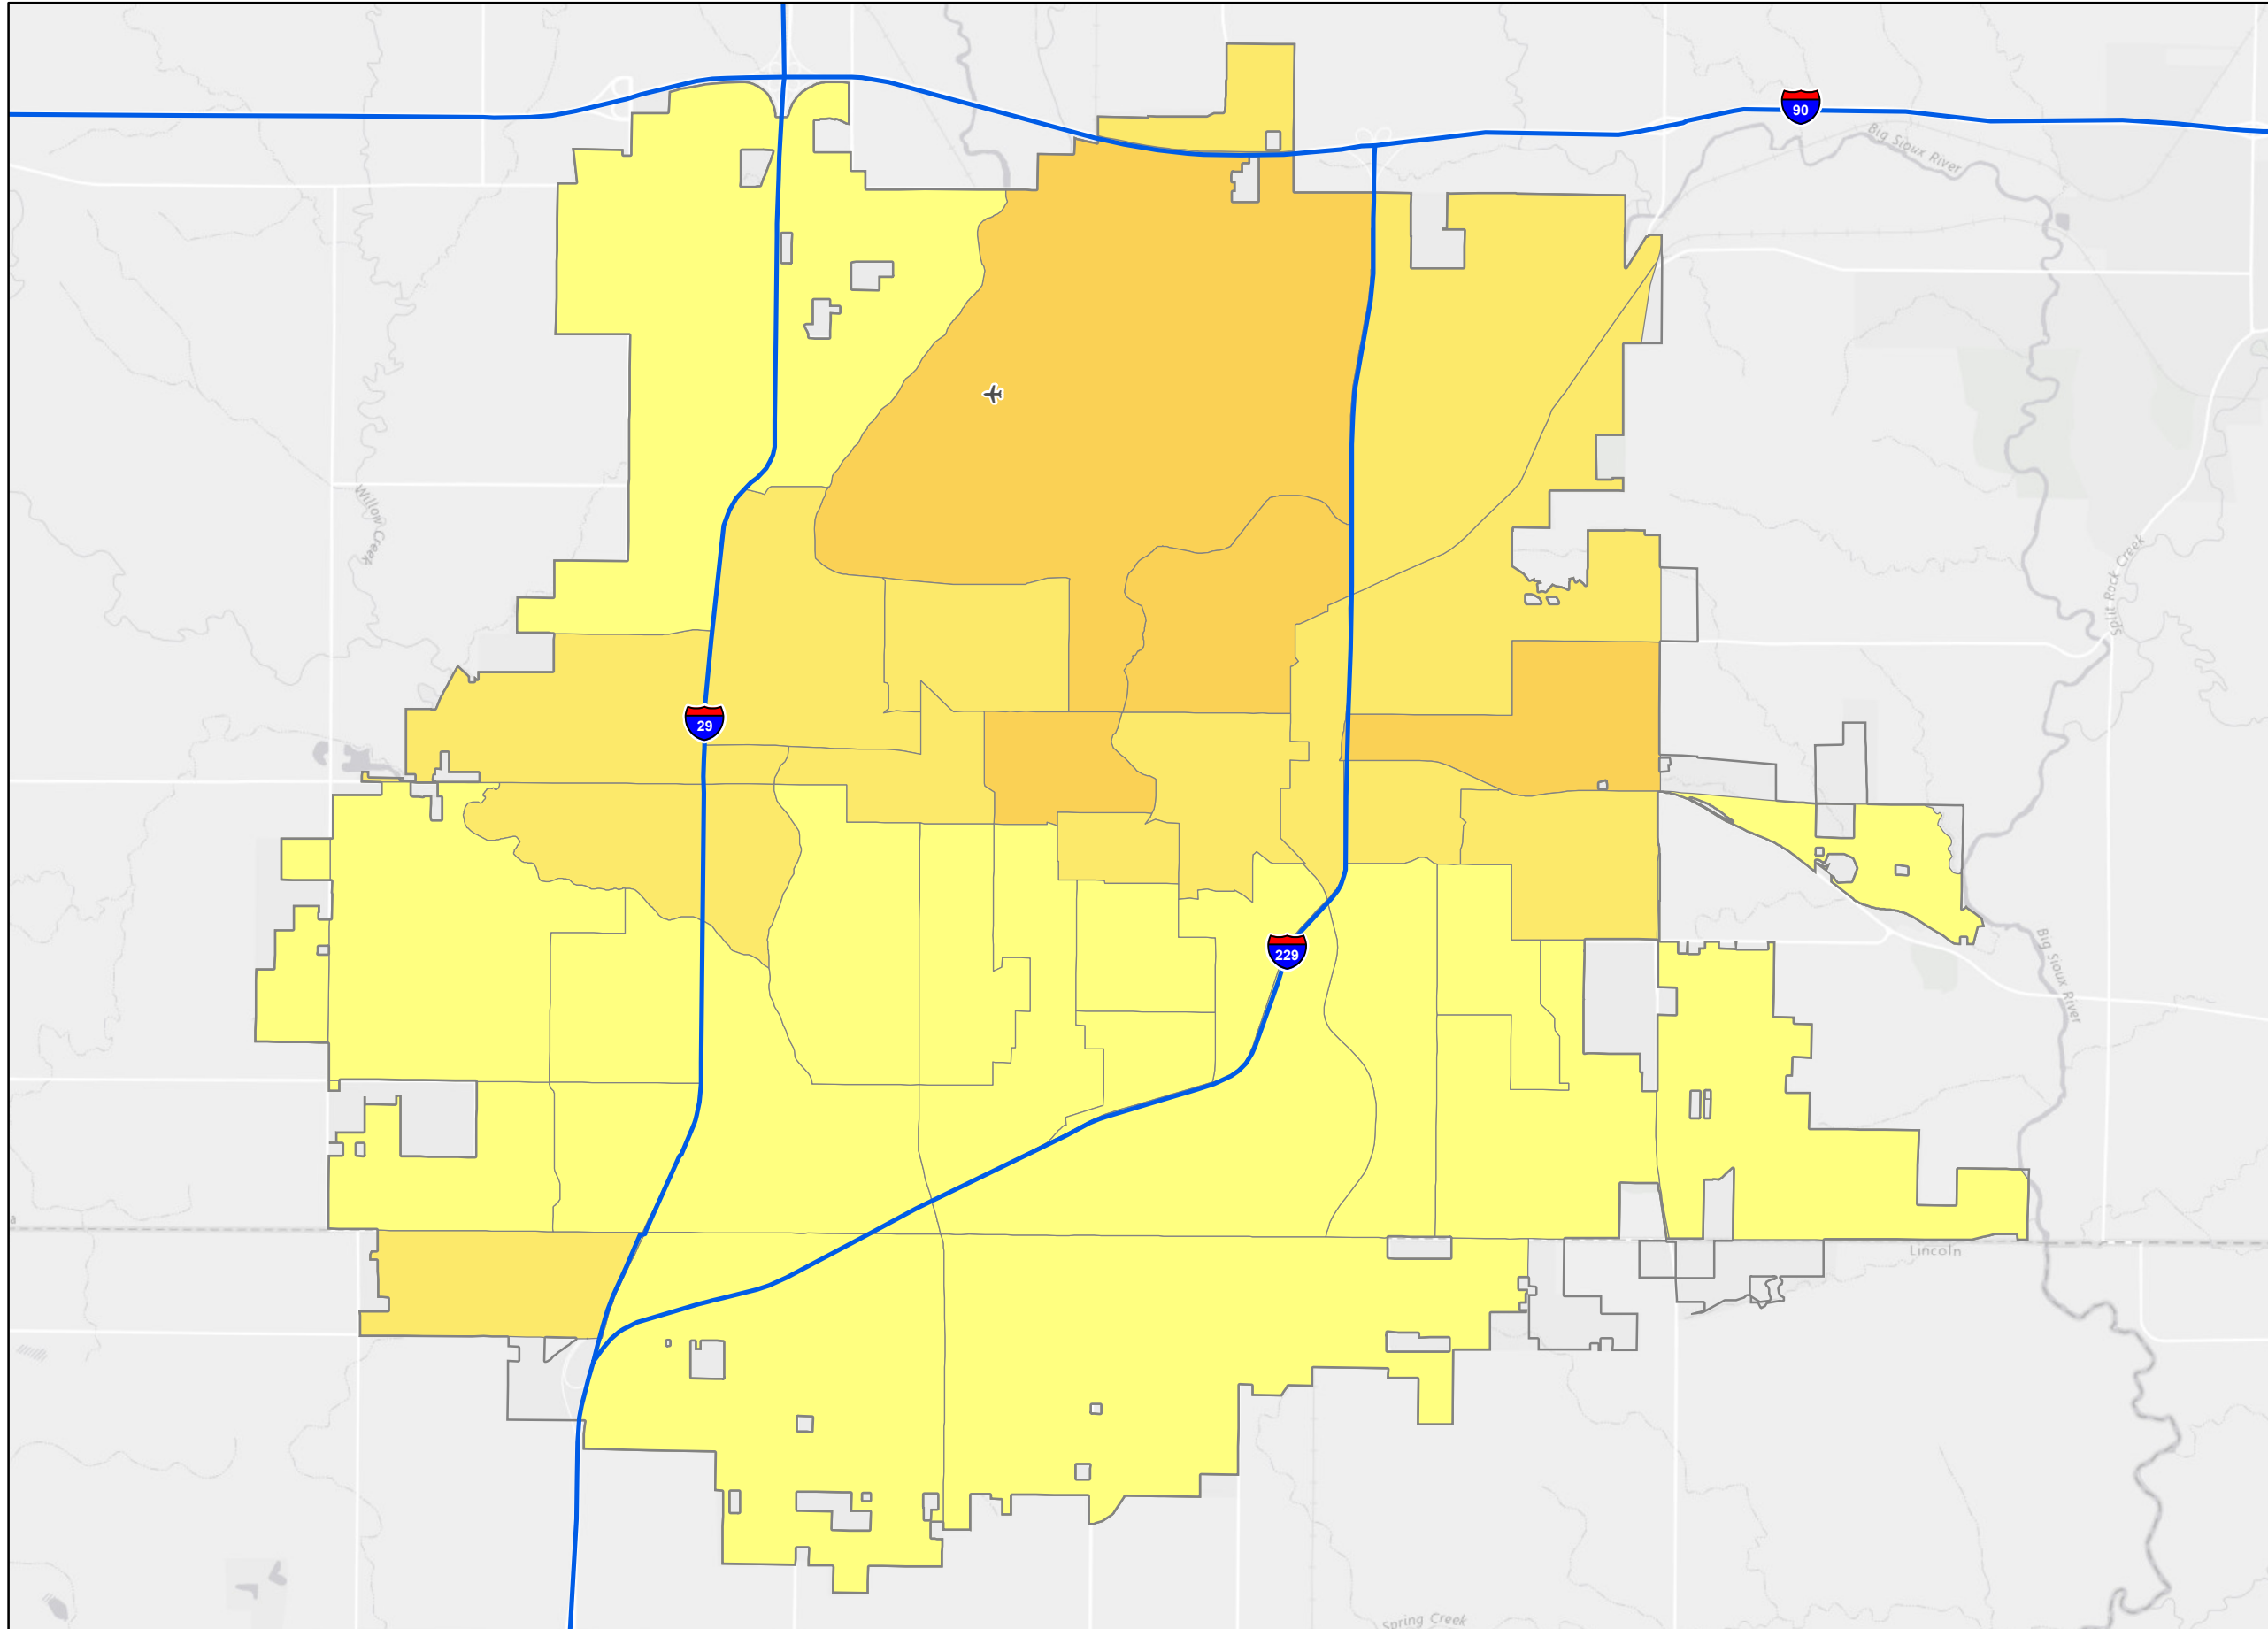 90
Big Sioux River
Willow Creek
Split Rock Creek
29
229
Big Sioux River
a
Lincoln
Spring Creek